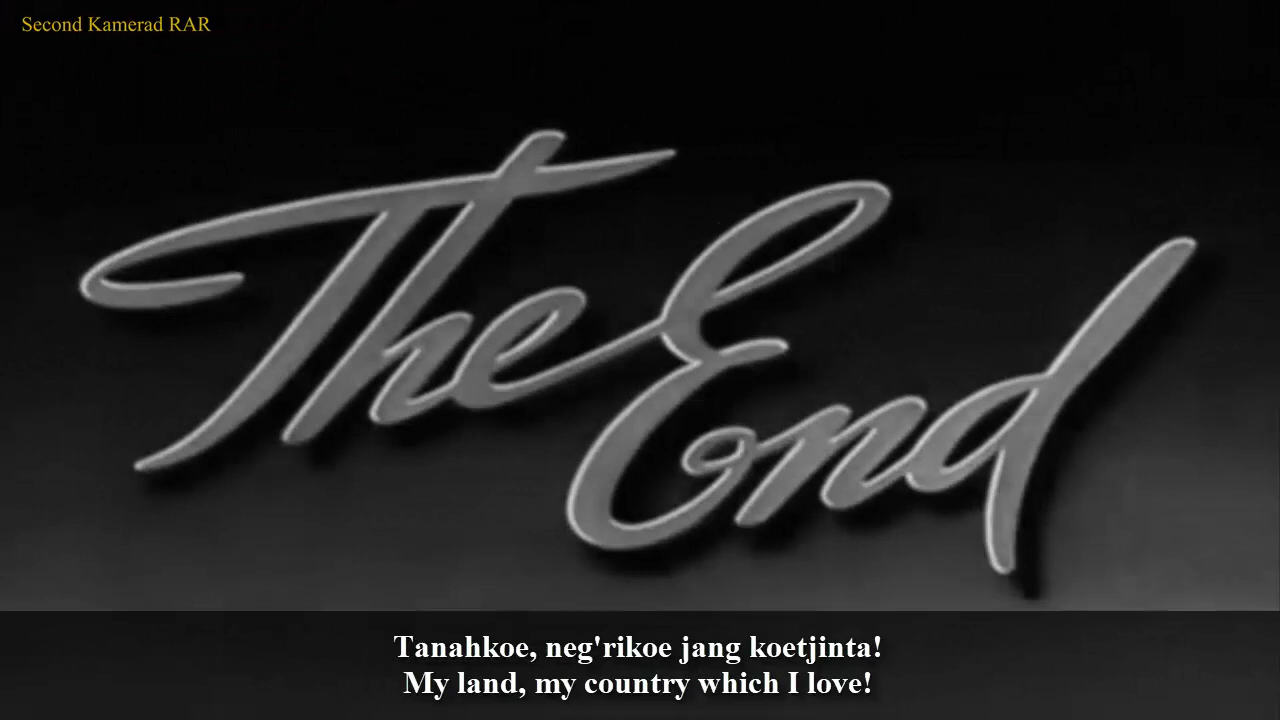 Second Kamerad RAR
The End
Tanahkoe, neg'rikoe jang koetjinta!
My land, my country which I love!